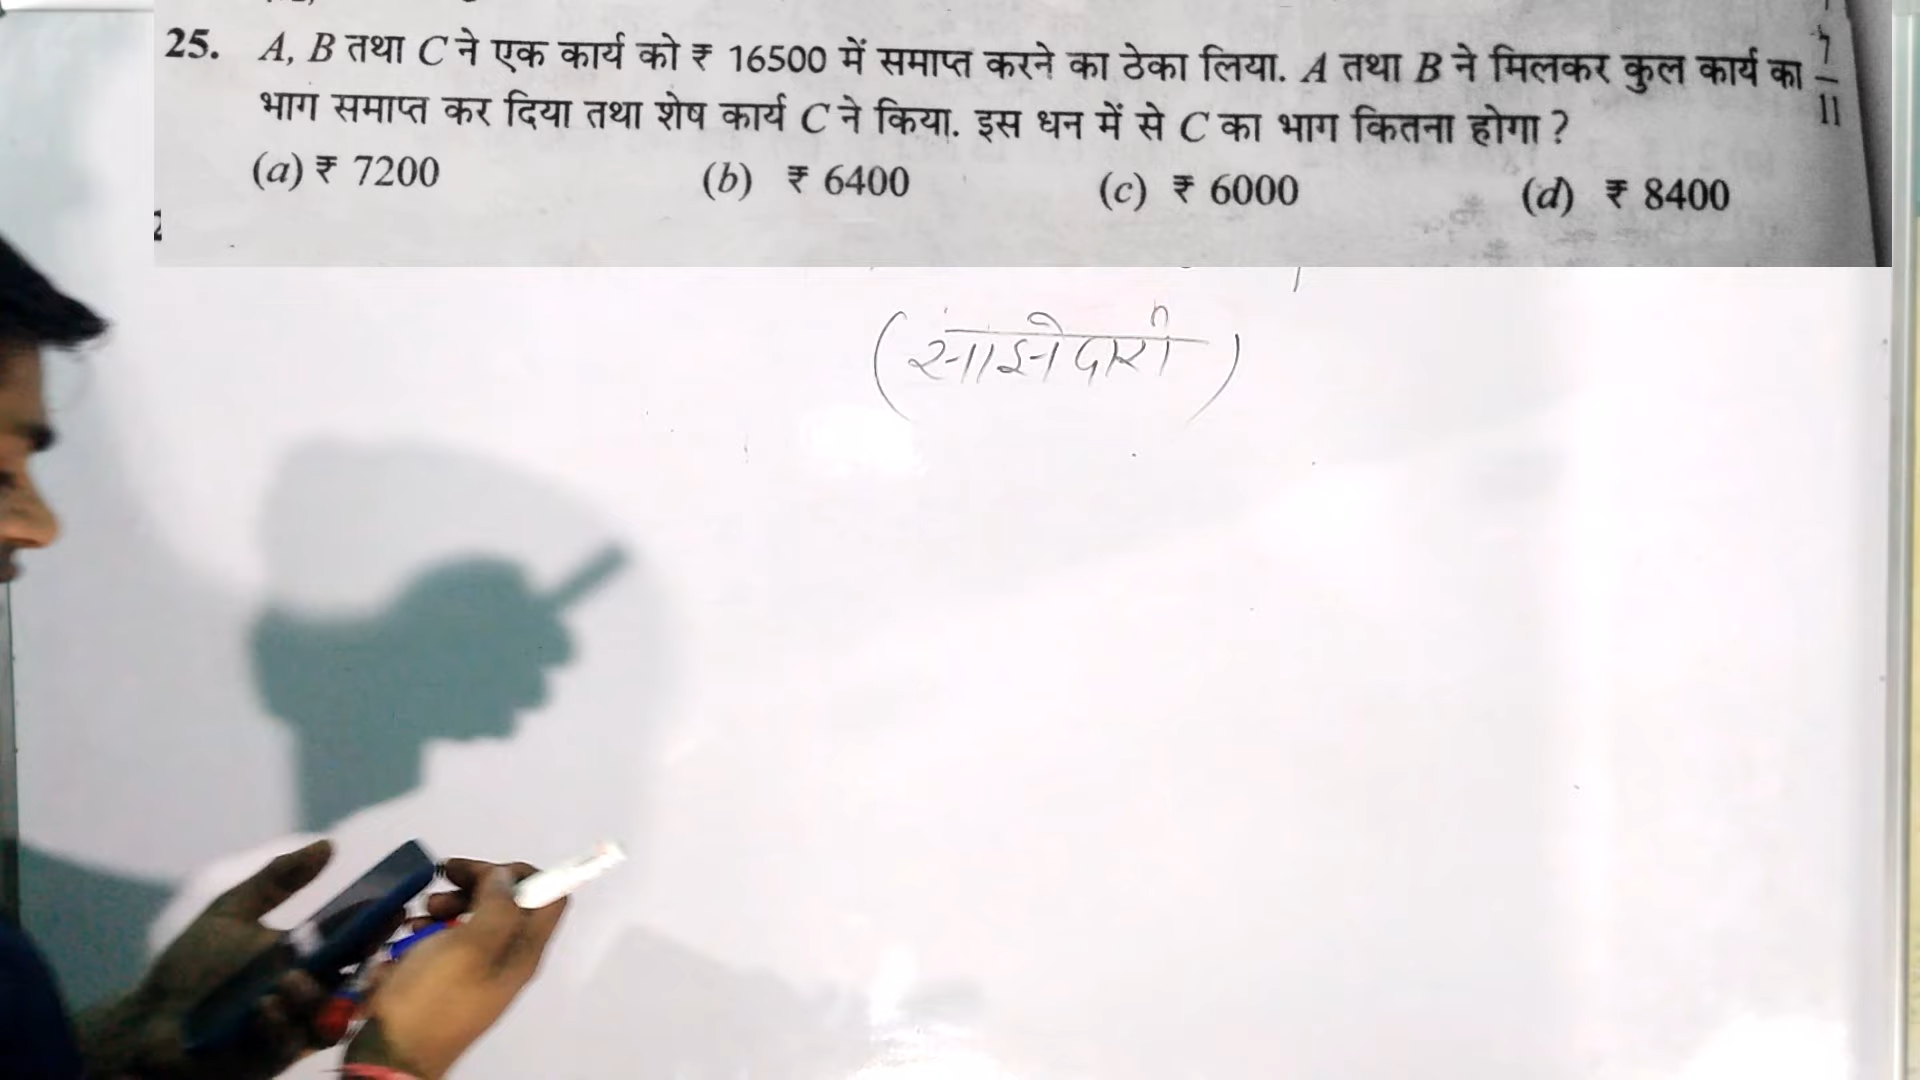 25. A, B तथा C ने एक कार्य को ₹ 16500 में समाप्त करने का ठेका लिया. A तथा B ने मिलकर कुल कार्य का 7/11
भाग समाप्त कर दिया तथा शेष कार्य C ने किया. इस धन में से C का भाग कितना होगा ?
(a) ₹ 7200 (b) ₹ 6400 (c) ₹ 6000 (d) ₹ 8400
(साझेदारी)